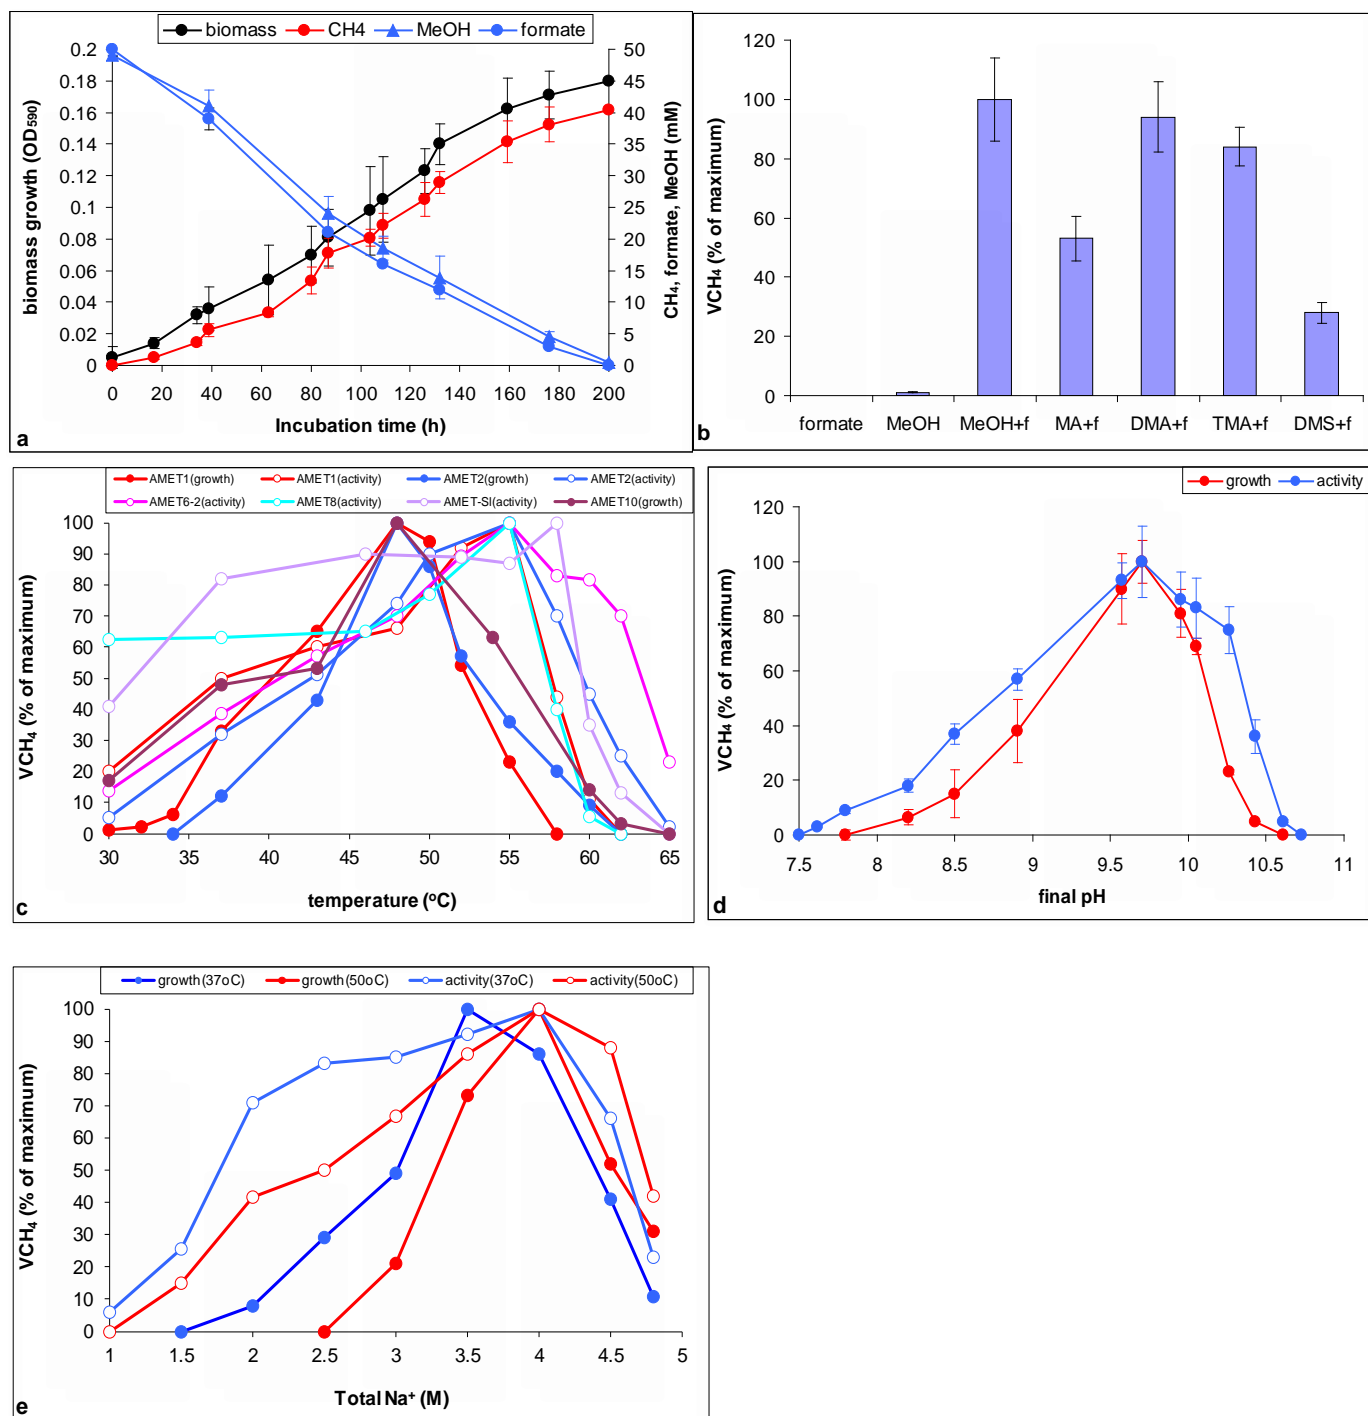 biomass CH4 MeOH formate
0.2 0.18 0.16 0.14 0.12 0.1 0.08 0.06 0.04 0.02 0
biomass growth (OD590)
50 45 40 35 30 25 20 15 10 5 0
CH4, formate, MeOH (mM)
0 20 40 60 80 100 120 140 160 180 200
Incubation time (h)
a
120 100 80 60 40 20 0
VCH4 (% of maximum)
formate MeOH MeOH+f MA+f DMA+f TMA+f DMS+f
b
AMET1(growth) AMET1(activity) AMET2(growth) AMET2(activity)
AMET6-2(activity) AMET8(activity) AMET-Sl(activity) AMET10(growth)
100 90 80 70 60 50 40 30 20 10 0
VCH4 (% of maximum)
30 35 40 45 50 55 60 65
temperature (oC)
c
growth activity
120 100 80 60 40 20 0
VCH4 (% of maximum)
7.5 8 8.5 9 9.5 10 10.5 11
final pH
d
growth(37oC) growth(50oC) activity(37oC) activity(50oC)
100 90 80 70 60 50 40 30 20 10 0
VCH4 (% of maximum)
1 1.5 2 2.5 3 3.5 4 4.5 5
Total Na+ (M)
e